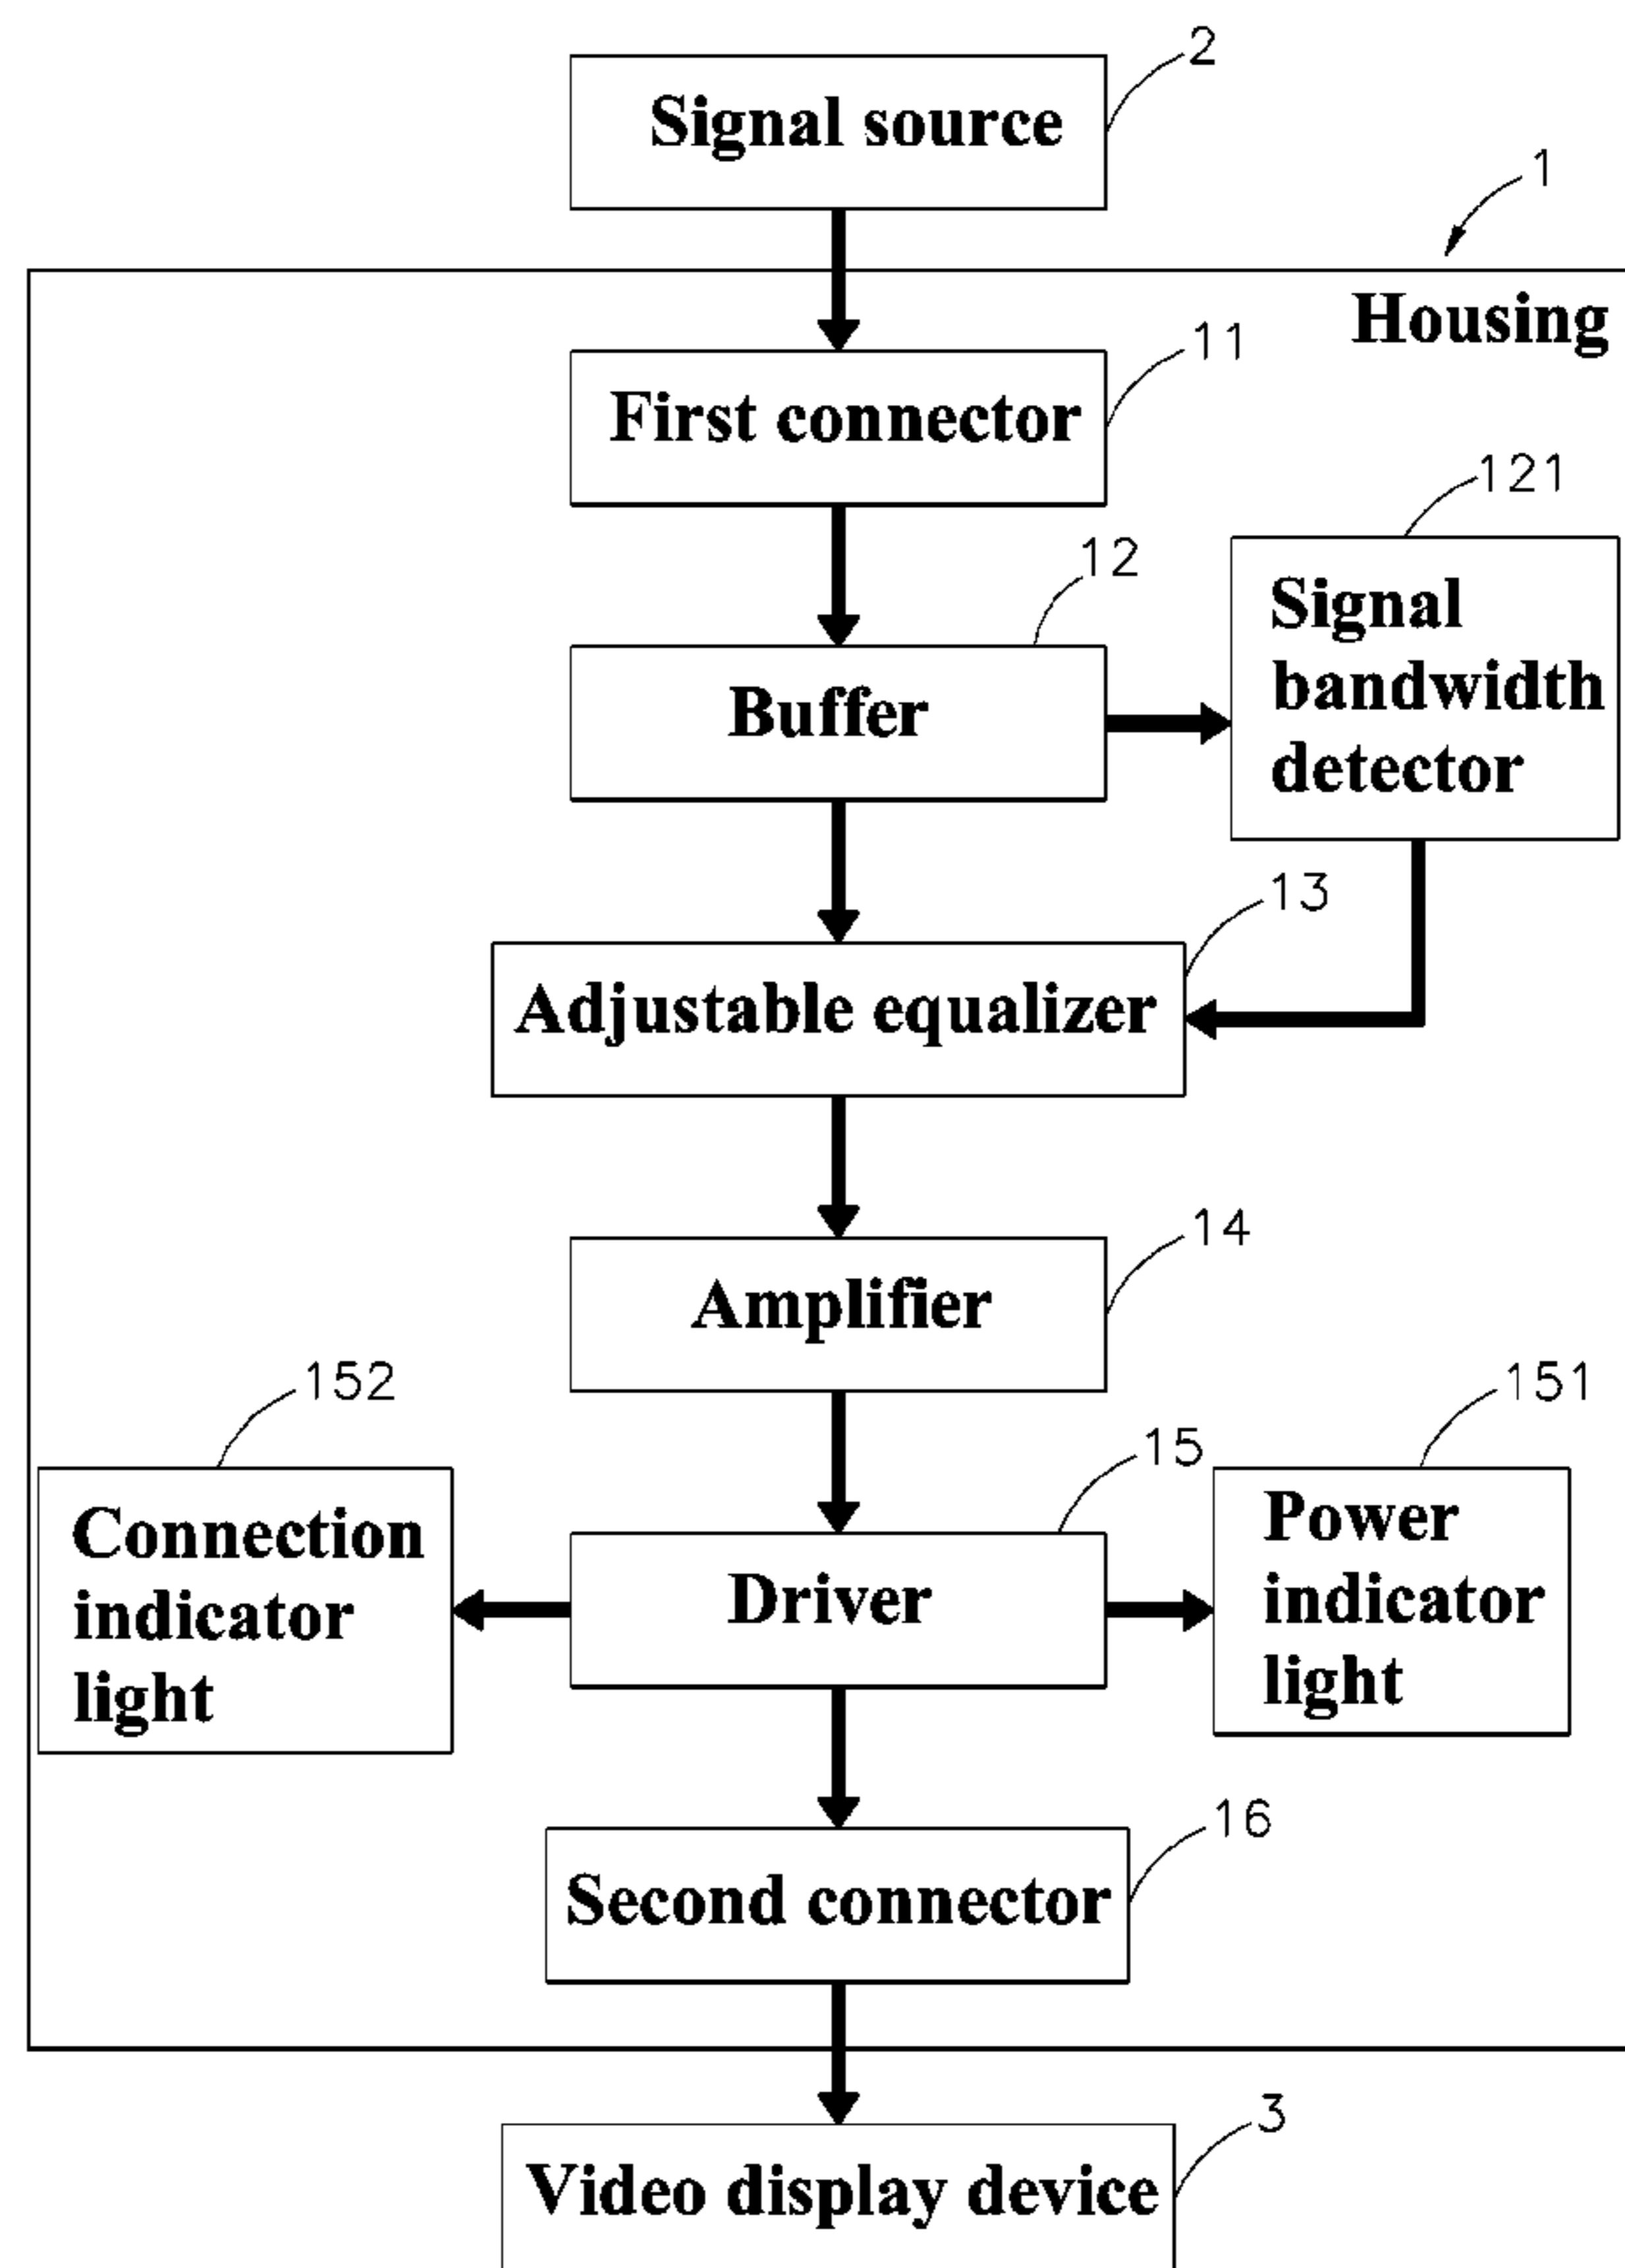 2
Signal source
1
Housing
11
First connector
121
12
Signal
bandwidth
detector
Buffer
13
Adjustable equalizer
14
Amplifier
152
151
15
Connection
indicator
light
Driver
Power
indicator
light
16
Second connector
3
Video display device